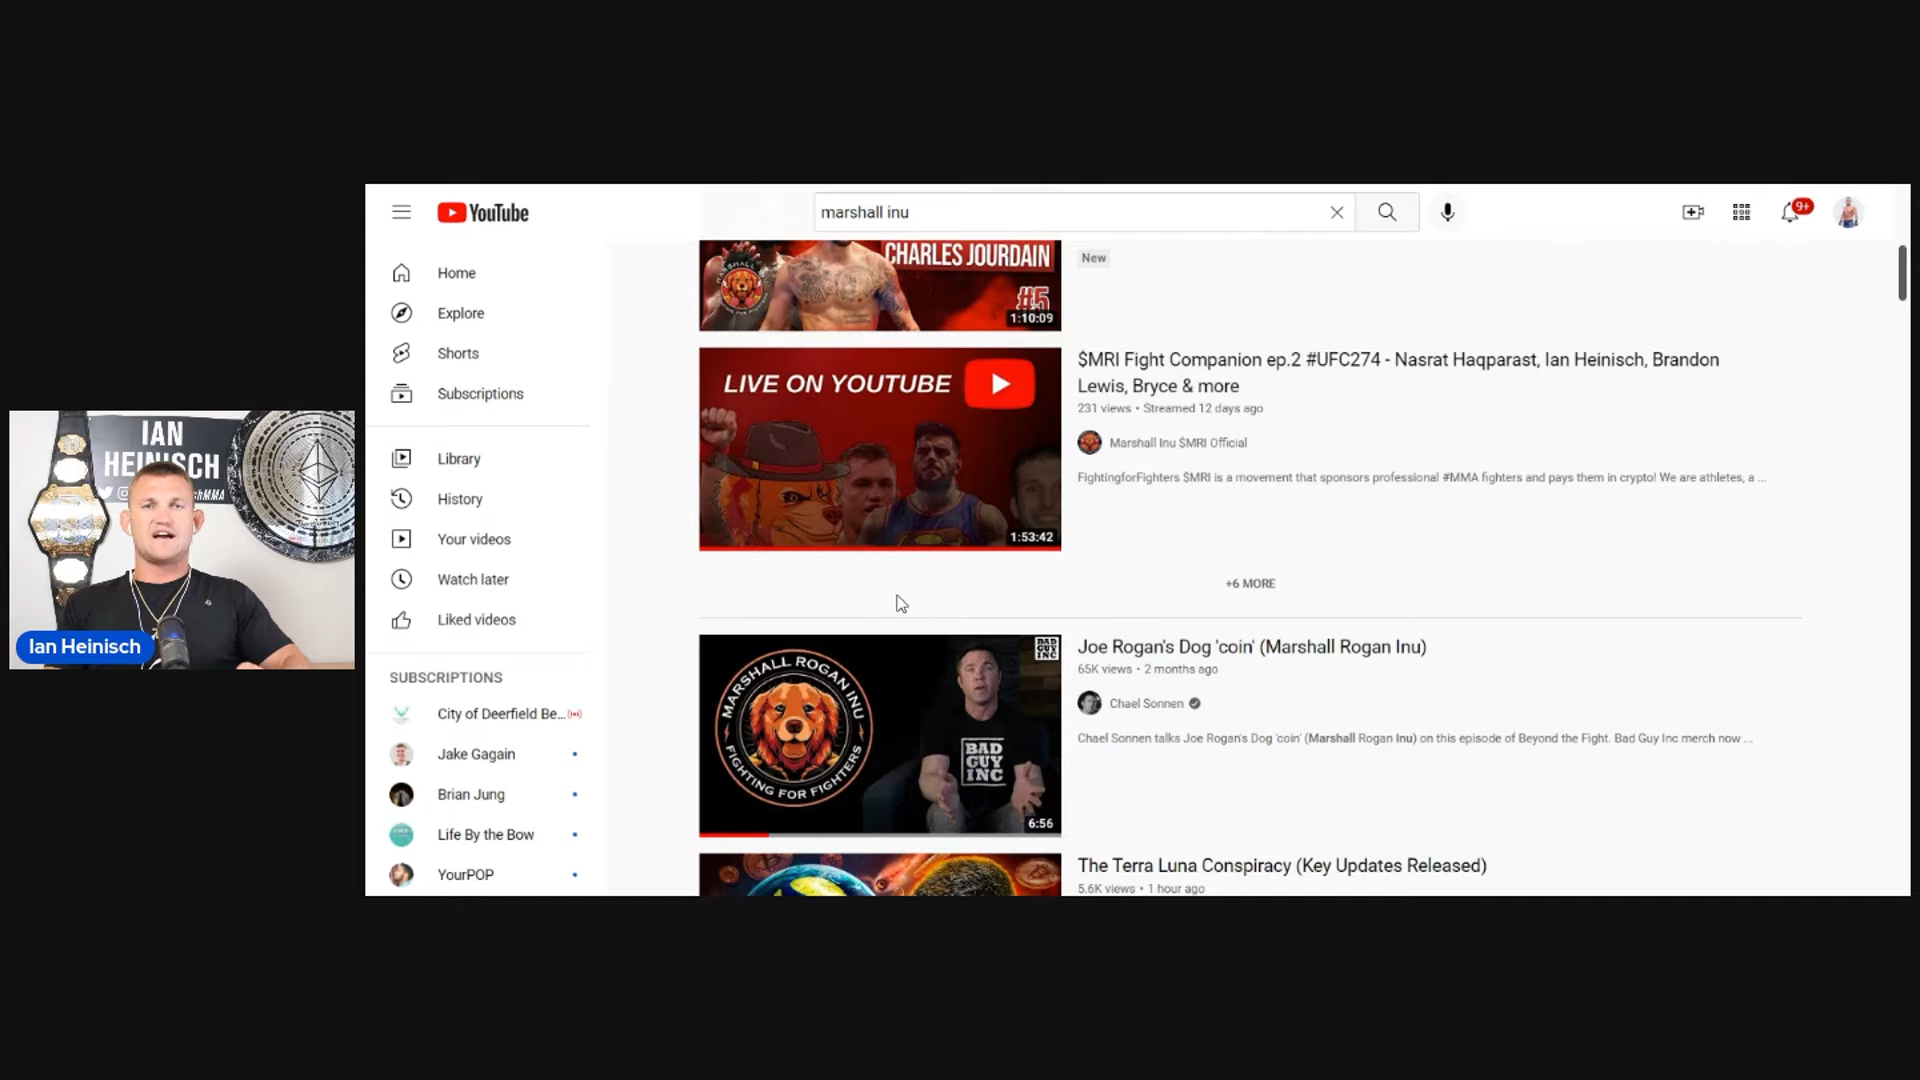 YouTube
marshall inu
9+
Home
Explore
Shorts
Subscriptions
Library
History
Your videos
Watch later
Liked videos
SUBSCRIPTIONS
City of Deerfield Be...
Jake Gagain
Brian Jung
Life By the Bow
YourPOP
CHARLES JOURDAIN
#5
1:10:09
New
LIVE ON YOUTUBE
1:53:42
$MRI Fight Companion ep.2 #UFC274 - Nasrat Haqparast, Ian Heinisch, Brandon
Lewis, Bryce & more
231 views • Streamed 12 days ago
Marshall Inu $MRI Official
FightingforFighters $MRI is a movement that sponsors professional #MMA fighters and pays them in crypto! We are athletes, a ...
+6 MORE
MARSHALL ROGAN INU
FIGHTING FOR FIGHTERS
BAD
GUY
INC
BAD
GUY
INC
6:56
Joe Rogan's Dog 'coin' (Marshall Rogan Inu)
65K views • 2 months ago
Chael Sonnen
Chael Sonnen talks Joe Rogan's Dog 'coin' (Marshall Rogan Inu) on this episode of Beyond the Fight. Bad Guy Inc merch now ...
The Terra Luna Conspiracy (Key Updates Released)
5.6K views • 1 hour ago
IAN
HEINISCH
Ian Heinisch